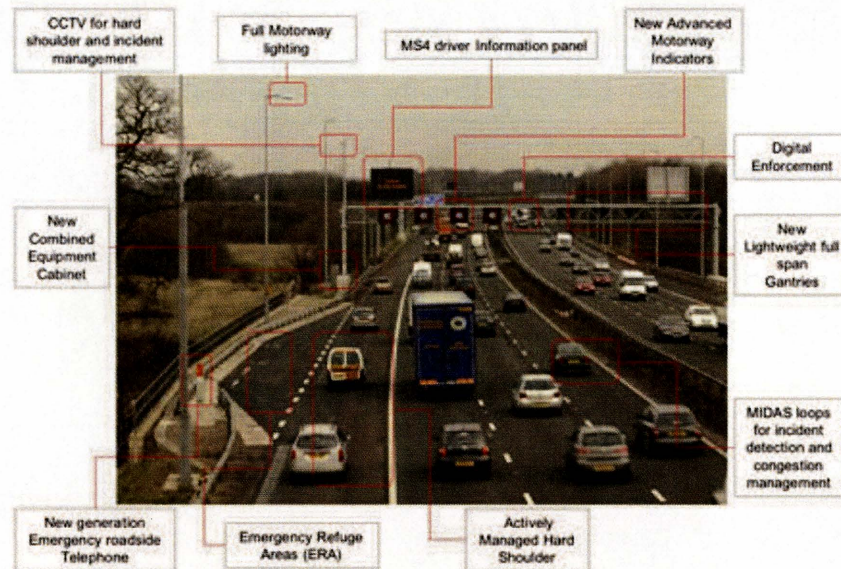 CCTV for hard
shoulder and incident
management
Full Motorway
lighting
MS4 driver Information panel
New Advanced
Motorway
Indicators
Digital
Enforcement
New
Combined
Equipment
Cabinet
New
Lightweight full
span
Gantries
MIDAS loops
for incident
detection and
congestion
management
New generation
Emergency roadside
Telephone
Emergency Refuge
Areas (ERA)
Actively
Managed Hard
Shoulder